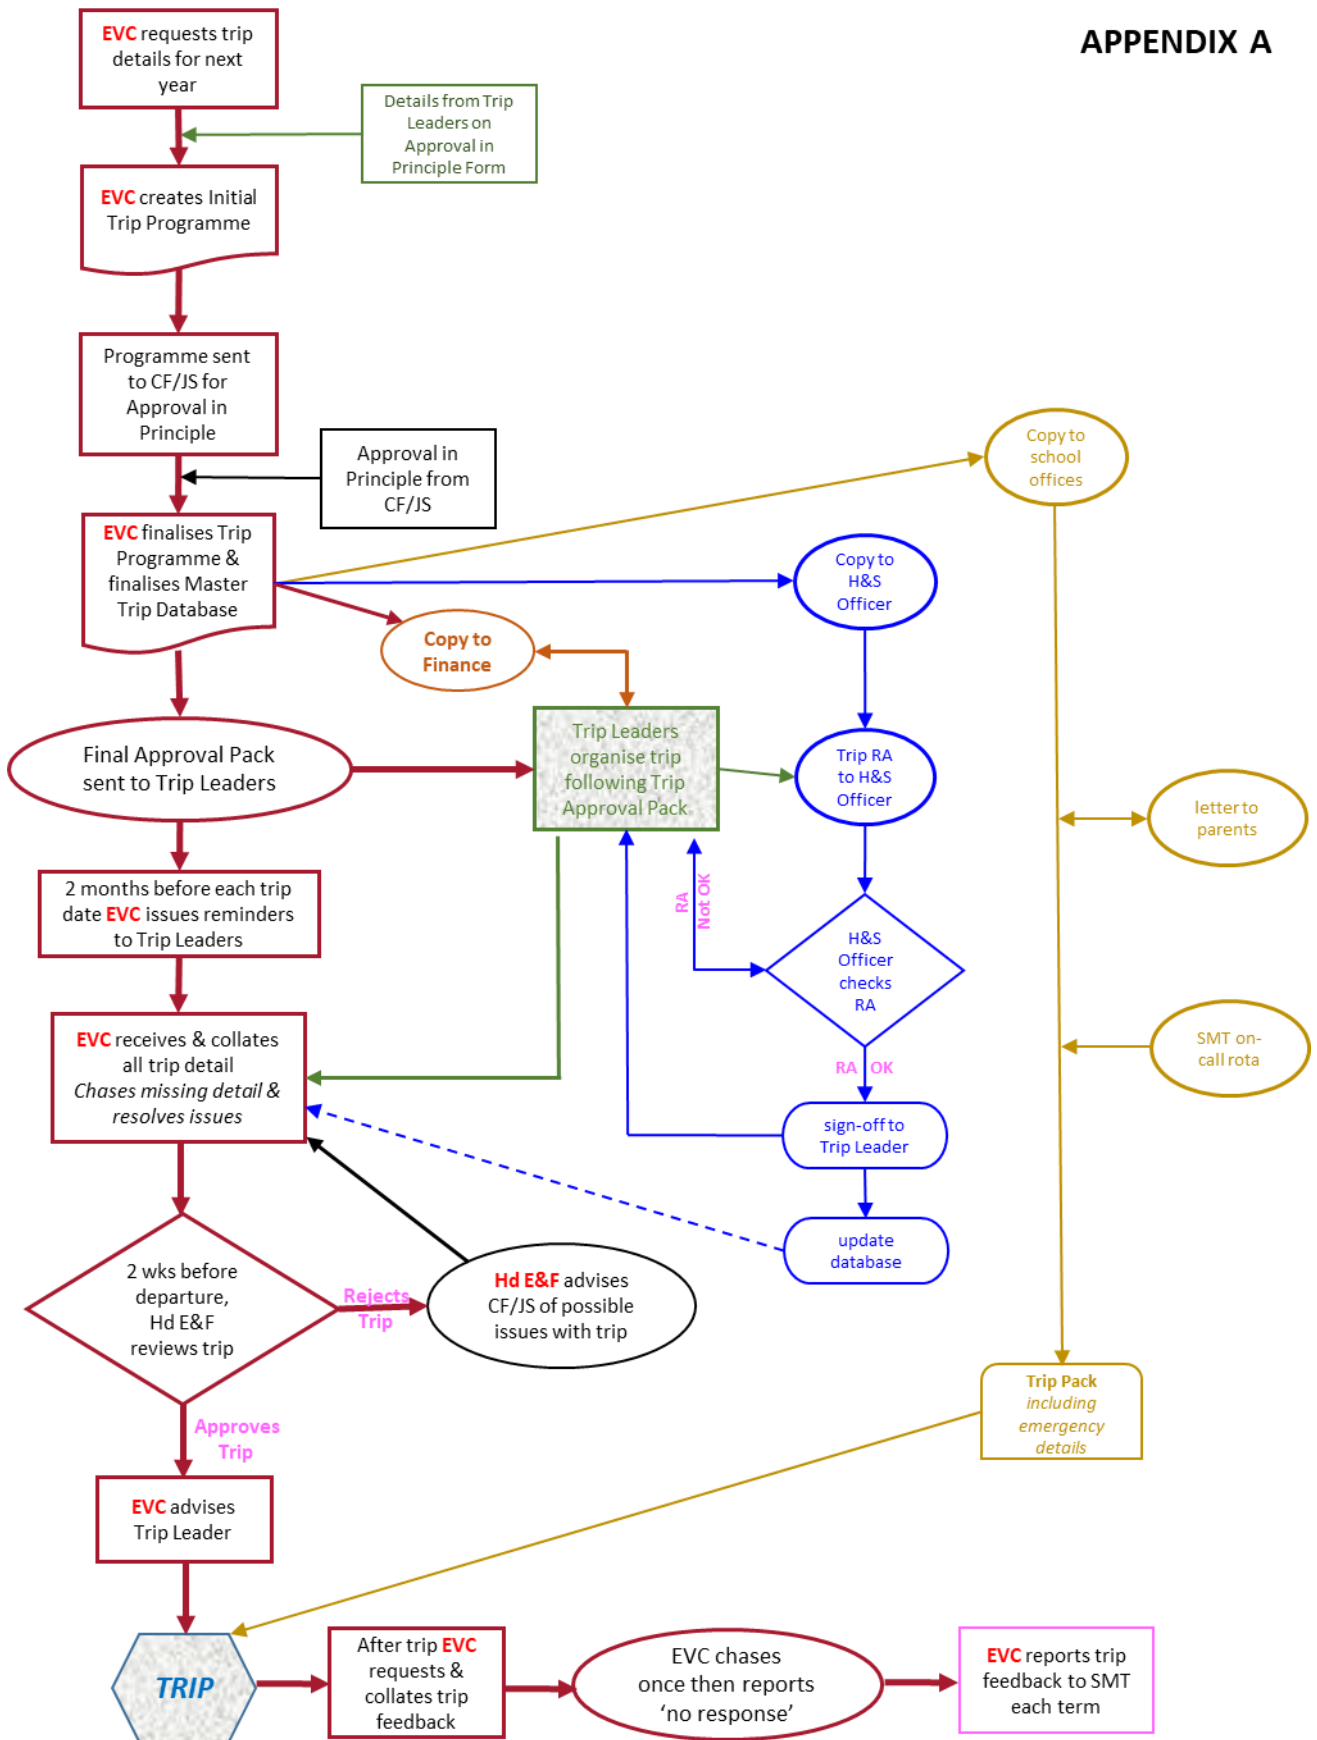 APPENDIX A
EVC requests trip
details for next
year
Details from Trip
Leaders on
Approval in
Principle Form
EVC creates Initial
Trip Programme
Programme sent
to CF/JS for
Approval in
Principle
Approval in
Principle from
CF/JS
Copy to
school
offices
EVC finalises Trip
Programme &
finalises Master
Trip Database
Copy to
H&S
Officer
Copy to
Finance
Final Approval Pack
sent to Trip Leaders
Trip Leaders
organise trip
following Trip
Approval Pack
Trip RA
to H&S
Officer
letter to
parents
2 months before each trip
date EVC issues reminders
to Trip Leaders
RA
Not OK
H&S
Officer
checks
RA
EVC receives & collates
all trip detail
Chases missing detail &
resolves issues
RA OK
SMT on-
call rota
sign-off to
Trip Leader
update
database
2 wks before
departure,
Hd E&F
reviews trip
Rejects
Trip
Hd E&F advises
CF/JS of possible
issues with trip
Trip Pack
including
emergency
details
Approves
Trip
EVC advises
Trip Leader
TRIP
After trip EVC
requests &
collates trip
feedback
EVC chases
once then reports
‘no response’
EVC reports trip
feedback to SMT
each term